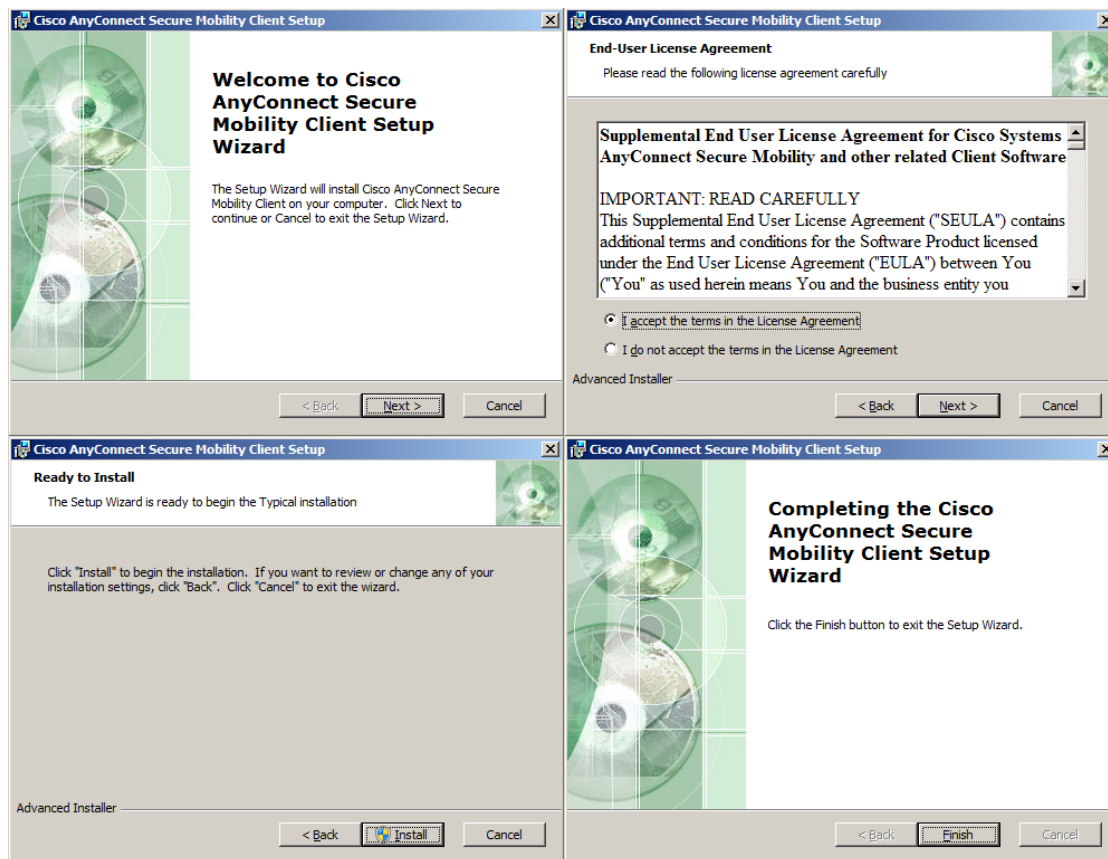 Cisco AnyConnect Secure Mobility Client Setup
Welcome to Cisco
AnyConnect Secure
Mobility Client Setup
Wizard
The Setup Wizard will install Cisco AnyConnect Secure
Mobility Client on your computer. Click Next to
continue or Cancel to exit the Setup Wizard.
< Back
Next >
Cancel
Cisco AnyConnect Secure Mobility Client Setup
End-User License Agreement
Please read the following license agreement carefully
Supplemental End User License Agreement for Cisco Systems
AnyConnect Secure Mobility and other related Client Software
IMPORTANT: READ CAREFULLY
This Supplemental End User License Agreement ("SEULA") contains
additional terms and conditions for the Software Product licensed
under the End User License Agreement ("EULA") between You
("You" as used herein means You and the business entity you
I accept the terms in the License Agreement
I do not accept the terms in the License Agreement
Advanced Installer
< Back
Next >
Cancel
Cisco AnyConnect Secure Mobility Client Setup
Ready to Install
The Setup Wizard is ready to begin the Typical installation
Click "Install" to begin the installation. If you want to review or change any of your
installation settings, click "Back". Click "Cancel" to exit the wizard.
Advanced Installer
< Back
Install
Cancel
Cisco AnyConnect Secure Mobility Client Setup
Completing the Cisco
AnyConnect Secure
Mobility Client Setup
Wizard
Click the Finish button to exit the Setup Wizard.
< Back
Finish
Cancel